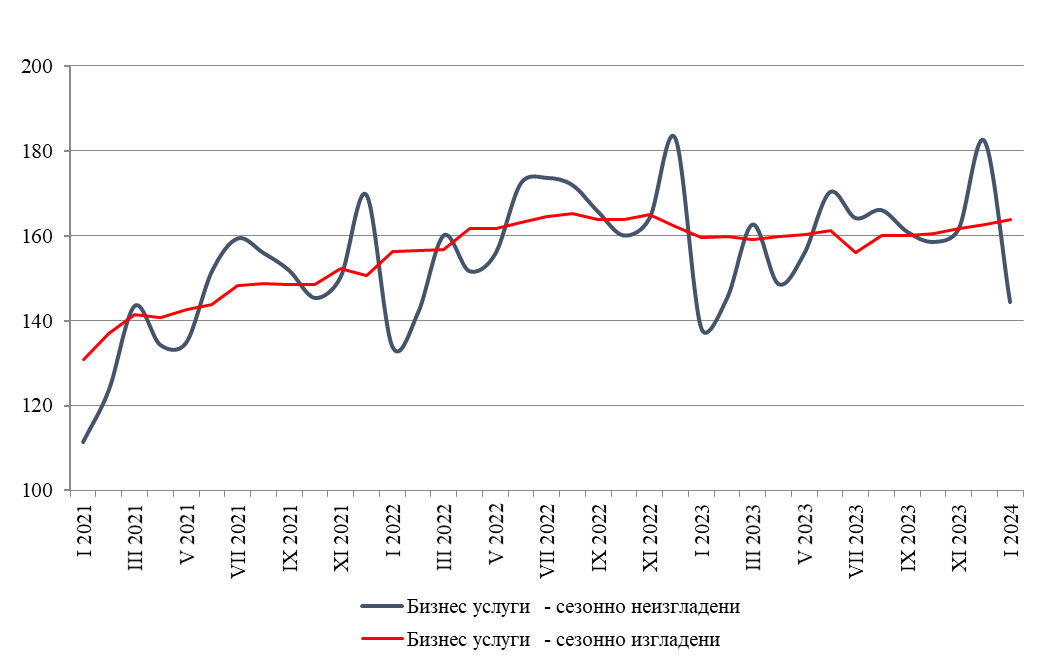 200
180
160
140
120
100
I 2021
III 2021
V 2021
VII 2021
IX 2021
XI 2021
I 2022
III 2022
V 2022
VII 2022
IX 2022
XI 2022
I 2023
III 2023
V 2023
VII 2023
IX 2023
XI 2023
I 2024
Бизнес услуги - сезонно неизгладени
Бизнес услуги - сезонно изгладени